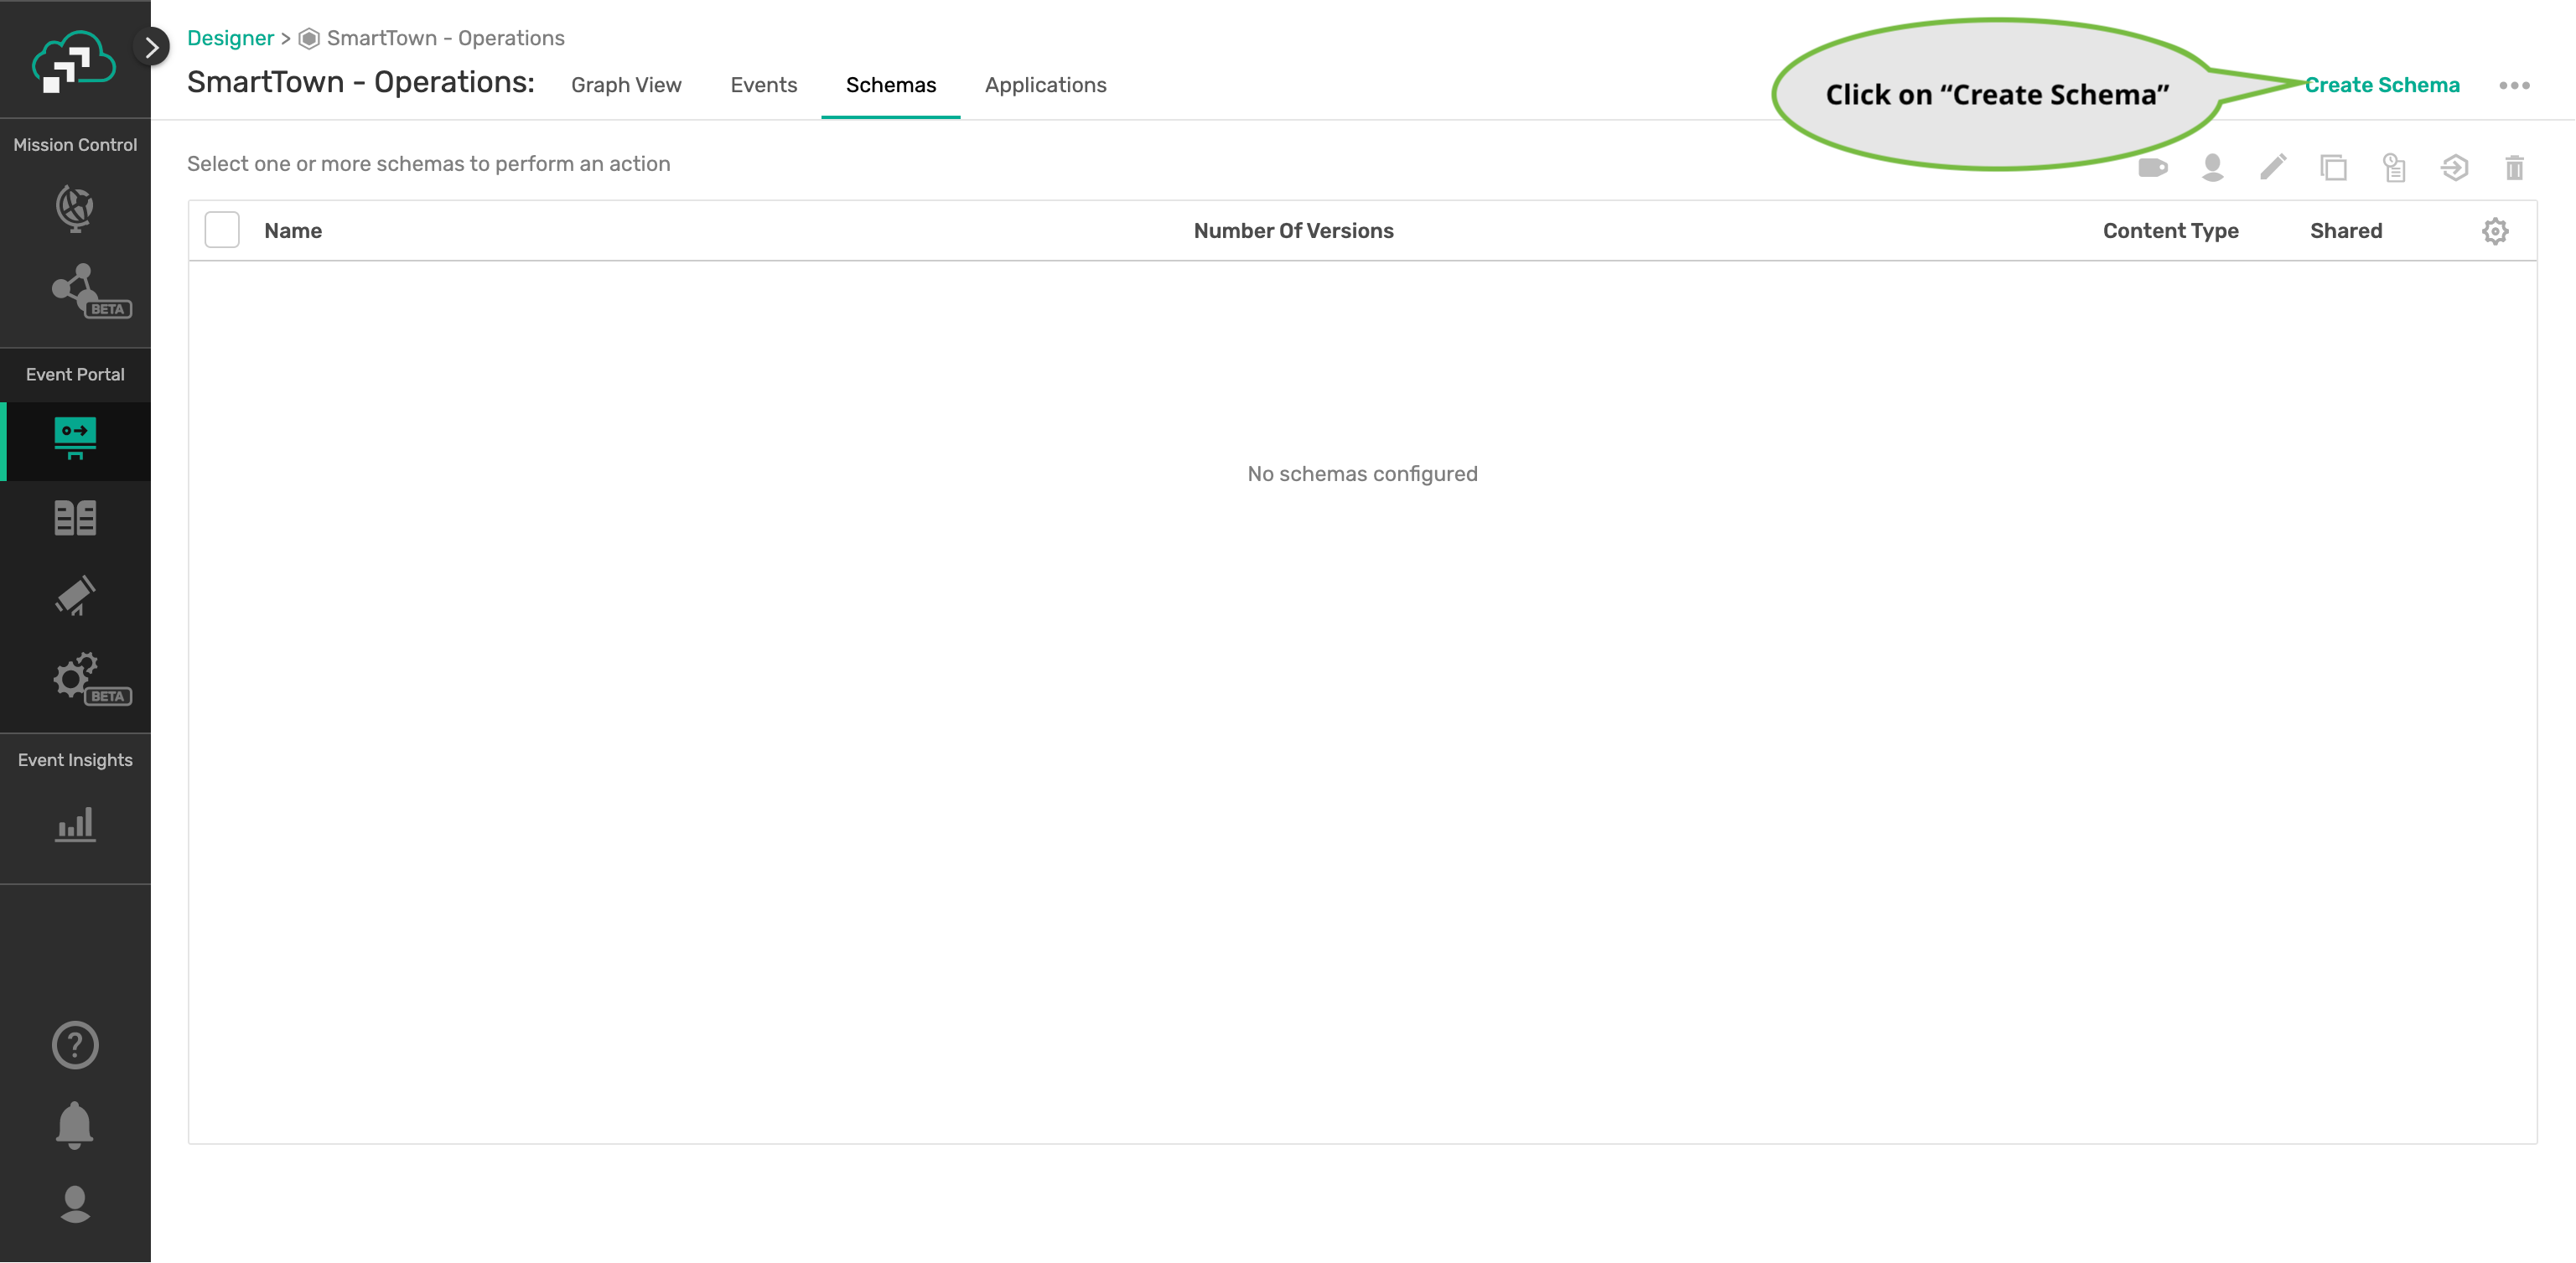 Designer > SmartTown - Operations
SmartTown - Operations: Graph View Events Schemas Applications
Click on “Create Schema”
Create Schema
Mission Control
Select one or more schemas to perform an action
Name Number Of Versions Content Type Shared
BETA
Event Portal
No schemas configured
BETA
Event Insights